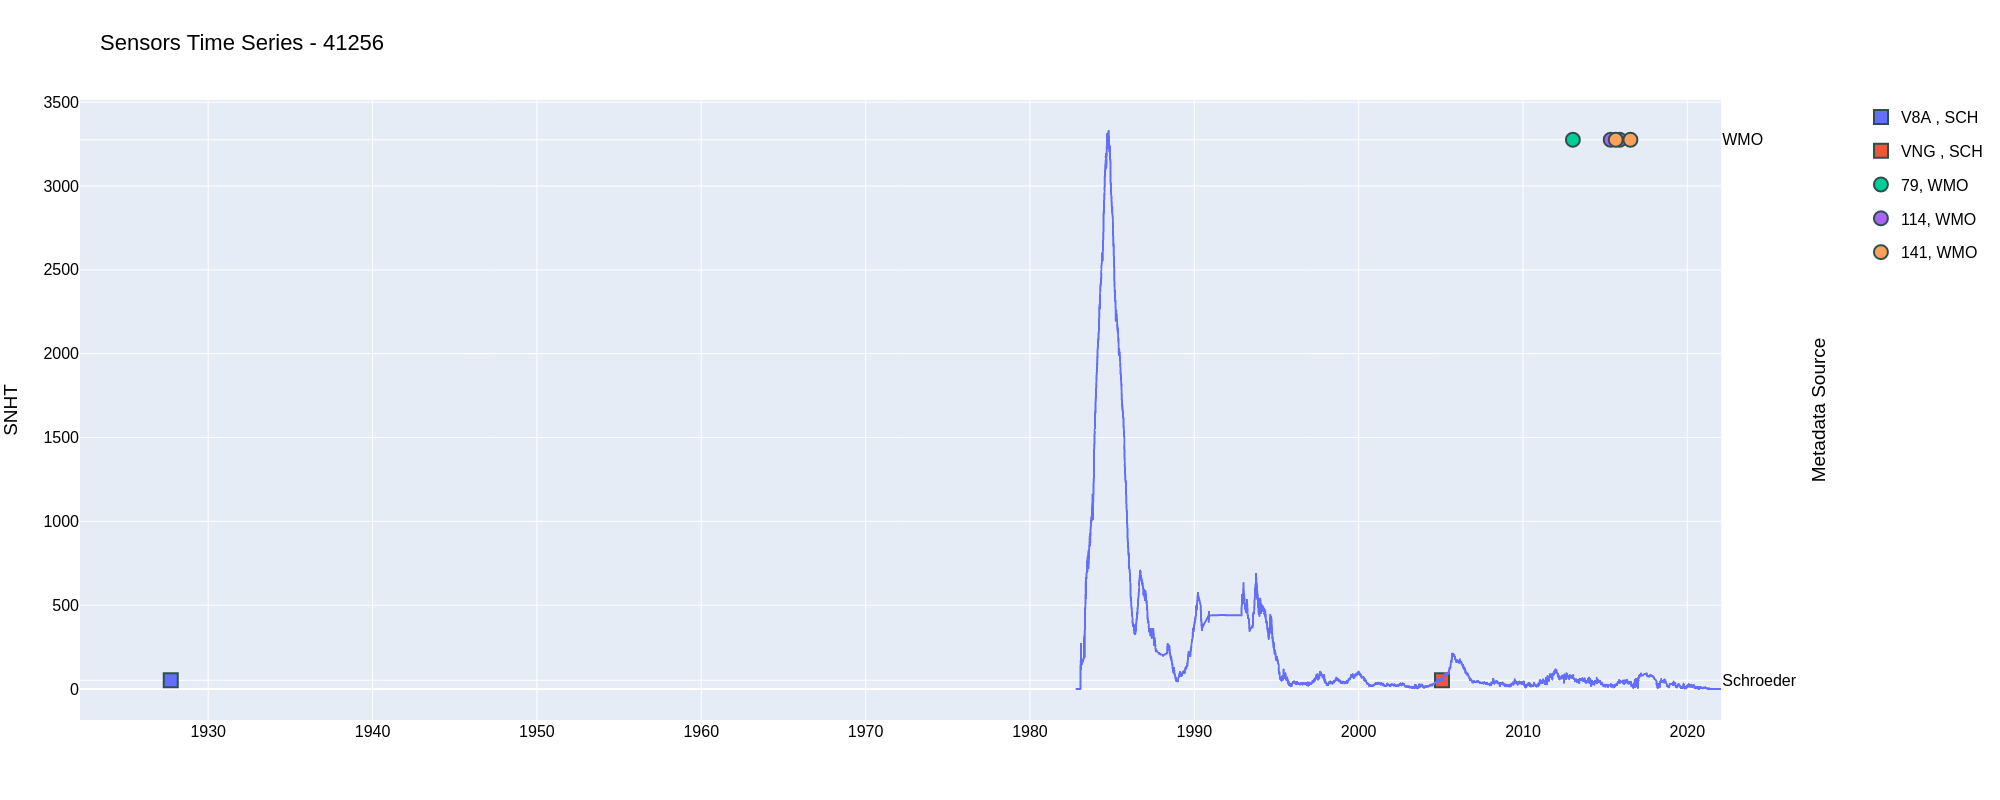 Sensors Time Series - 41256
3500
3000
2500
2000
1500
1000
500
0
SNHT
1930
1940
1950
1960
1970
1980
1990
2000
2010
2020
WMO
Schroeder
Metadata Source
V8A , SCH
VNG , SCH
79, WMO
114, WMO
141, WMO